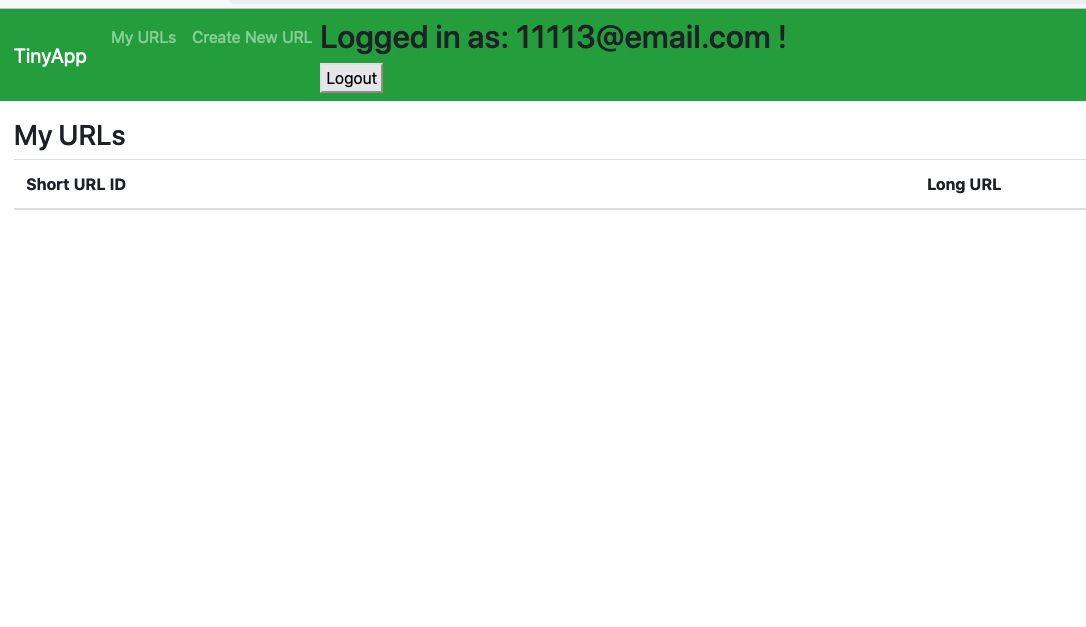 TinyApp
My URLs Create New URL Logged in as: 11113@email.com !
Logout
My URLs
Short URL ID Long URL